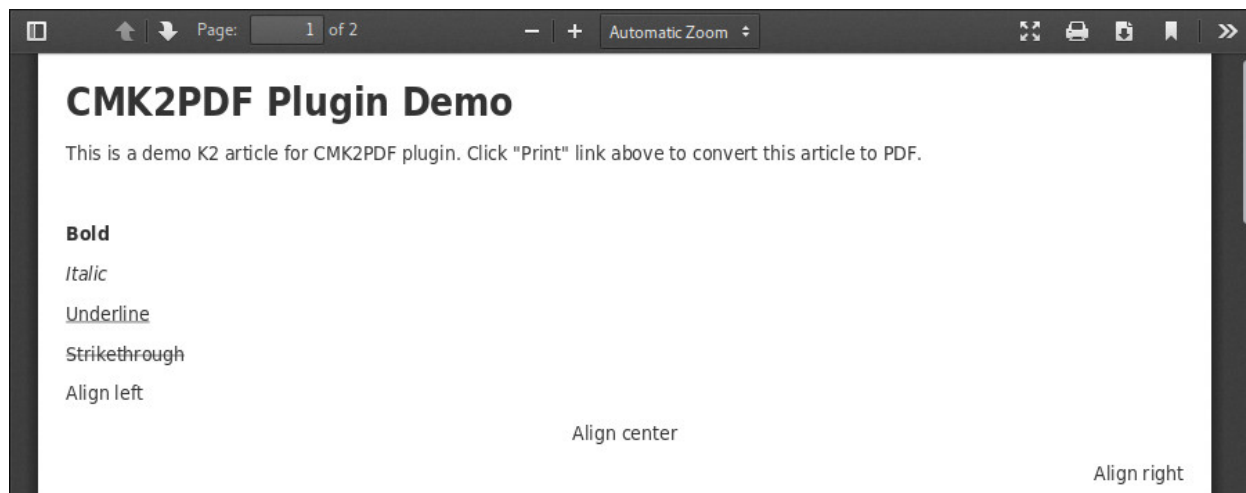 Page: 1 of 2 Automatic Zoom
CMK2PDF Plugin Demo
This is a demo K2 article for CMK2PDF plugin. Click "Print" link above to convert this article to PDF.
Bold
Italic
Underline
Strikethrough
Align left
Align center
Align right